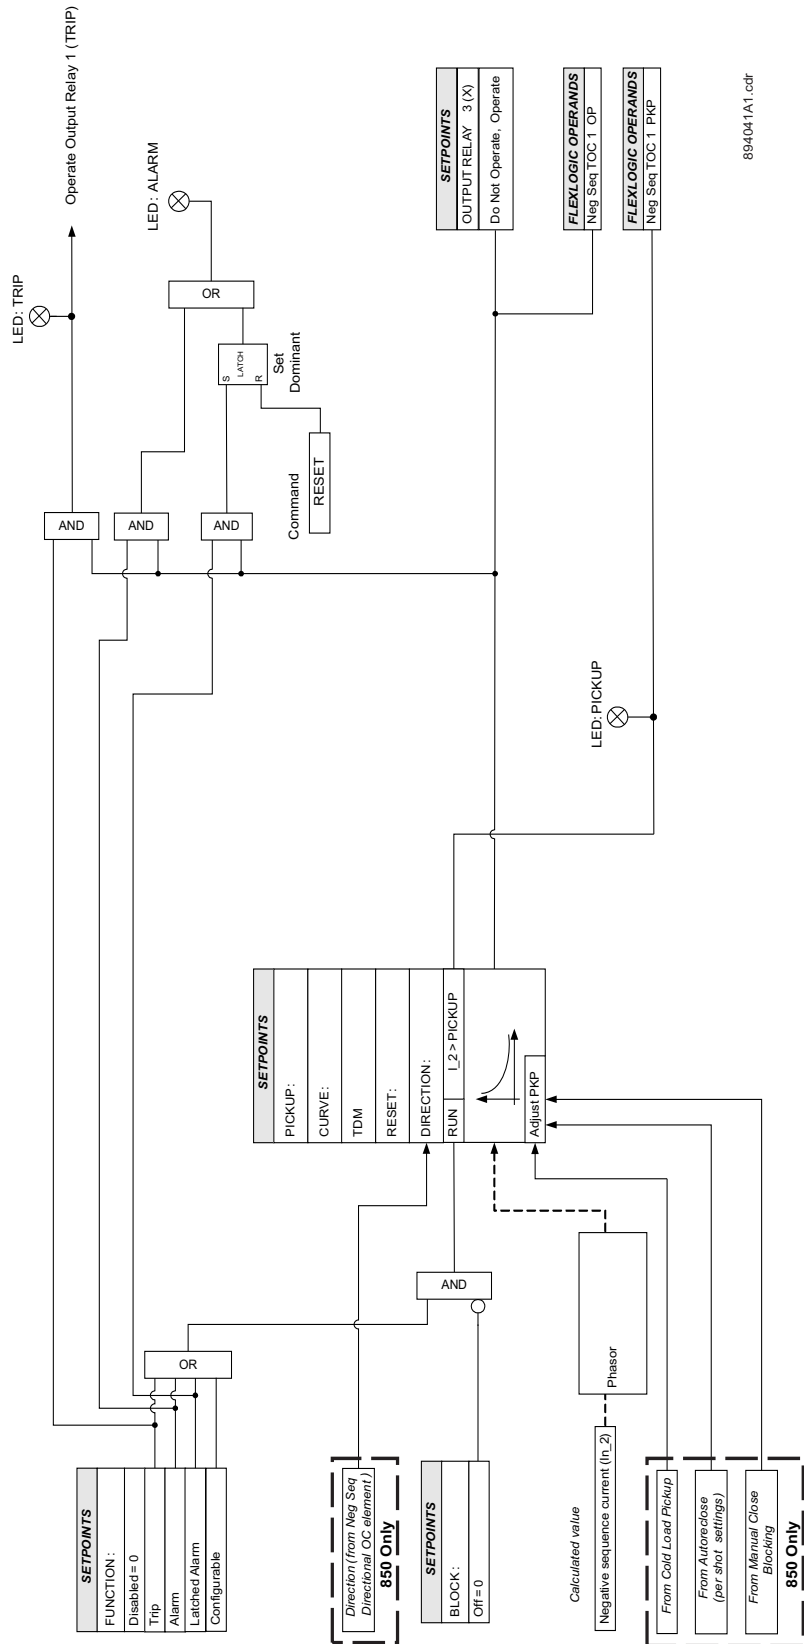 SETPOINTS
FUNCTION:
Disabled = 0
Trip
Alarm
Latched Alarm
Configurable
OR
Direction (from Neg Seq
Directional OC element)
850 Only
SETPOINTS
BLOCK:
Off = 0
AND
Calculated value
Negative sequence current (In_2)
Phasor
From Cold Load Pickup
From Autoreclose
(per shot settings)
From Manual Close
Blocking
850 Only
SETPOINTS
PICKUP:
CURVE:
TDM
RESET:
DIRECTION:
RUN
I_2 > PICKUP
Adjust PKP
AND
AND
AND
Command
RESET
S
LATCH
R
Set
Dominant
OR
LED: TRIP
Operate Output Relay 1 (TRIP)
LED: ALARM
LED: PICKUP
SETPOINTS
OUTPUT RELAY 3 (X)
Do Not Operate, Operate
FLEXLOGIC OPERANDS
Neg Seq TOC 1 OP
FLEXLOGIC OPERANDS
Neg Seq TOC 1 PKP
894041A1.cdr